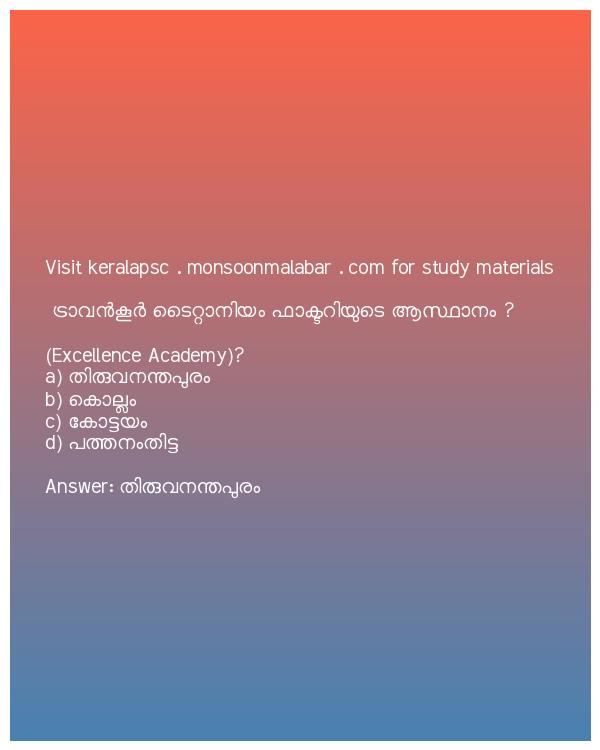 Visit keralapsc . monsoonmalabar . com for study materials
ട്രാവൻകൂർ ടൈറ്റാനിയം ഫാക്ടറിയുടെ ആസ്ഥാനം ?
(Excellence Academy)?
a) തിരുവനന്തപുരം
b) കൊല്ലം
c) കോട്ടയം
d) പത്തനംതിട്ട
Answer: തിരുവനന്തപുരം